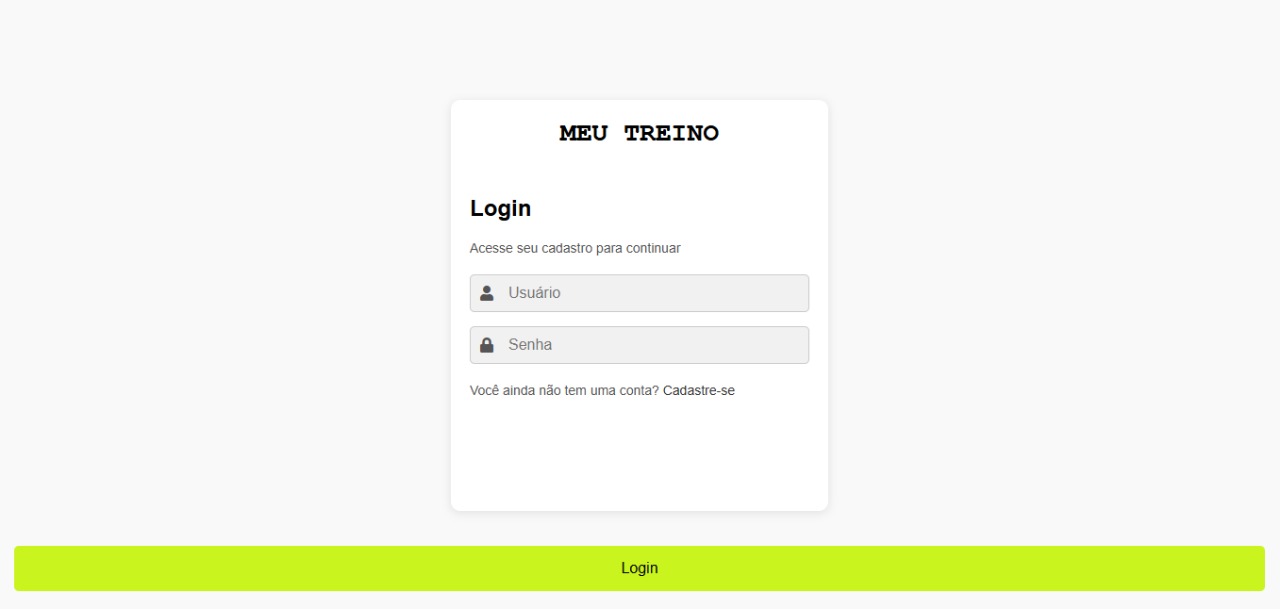 MEU TREINO
Login
Acesse seu cadastro para continuar
Usuário
Senha
Você ainda não tem uma conta? Cadastre-se
Login